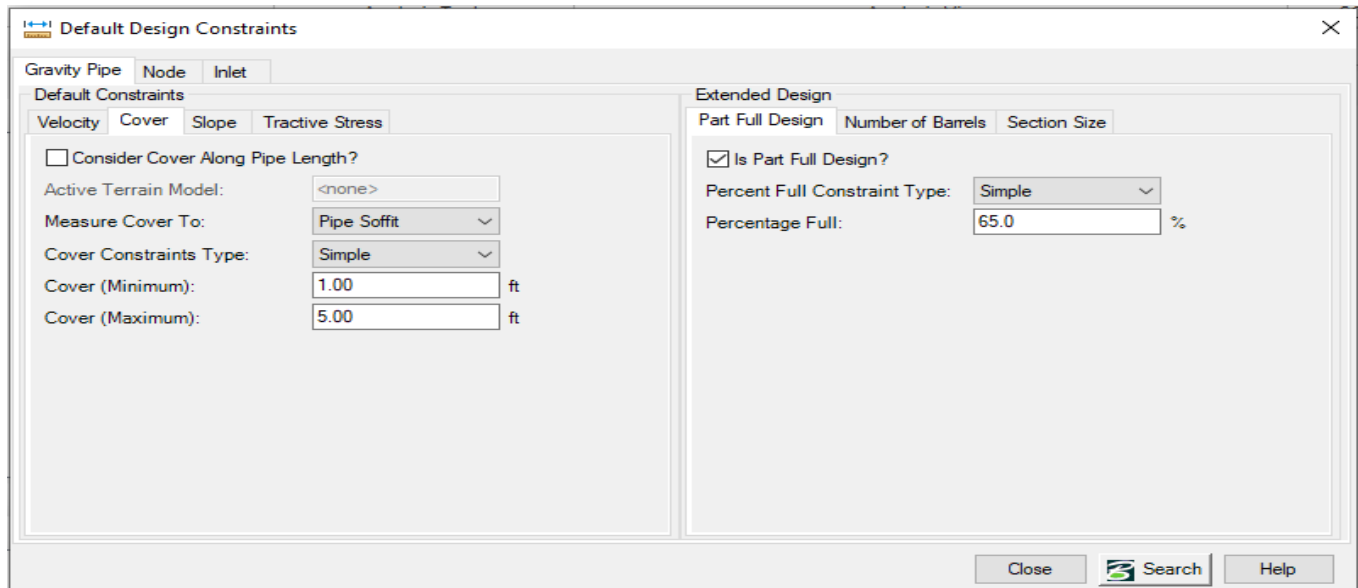 Default Design Constraints
Gravity Pipe Node Inlet
Default Constraints
Velocity Cover Slope Tractive Stress
Consider Cover Along Pipe Length?
Active Terrain Model: <none>
Measure Cover To: Pipe Soffit
Cover Constraints Type: Simple
Cover (Minimum): 1.00 ft
Cover (Maximum): 5.00 ft
Extended Design
Part Full Design Number of Barrels Section Size
Is Part Full Design?
Percent Full Constraint Type: Simple
Percentage Full: 65.0 %
Close Search Help